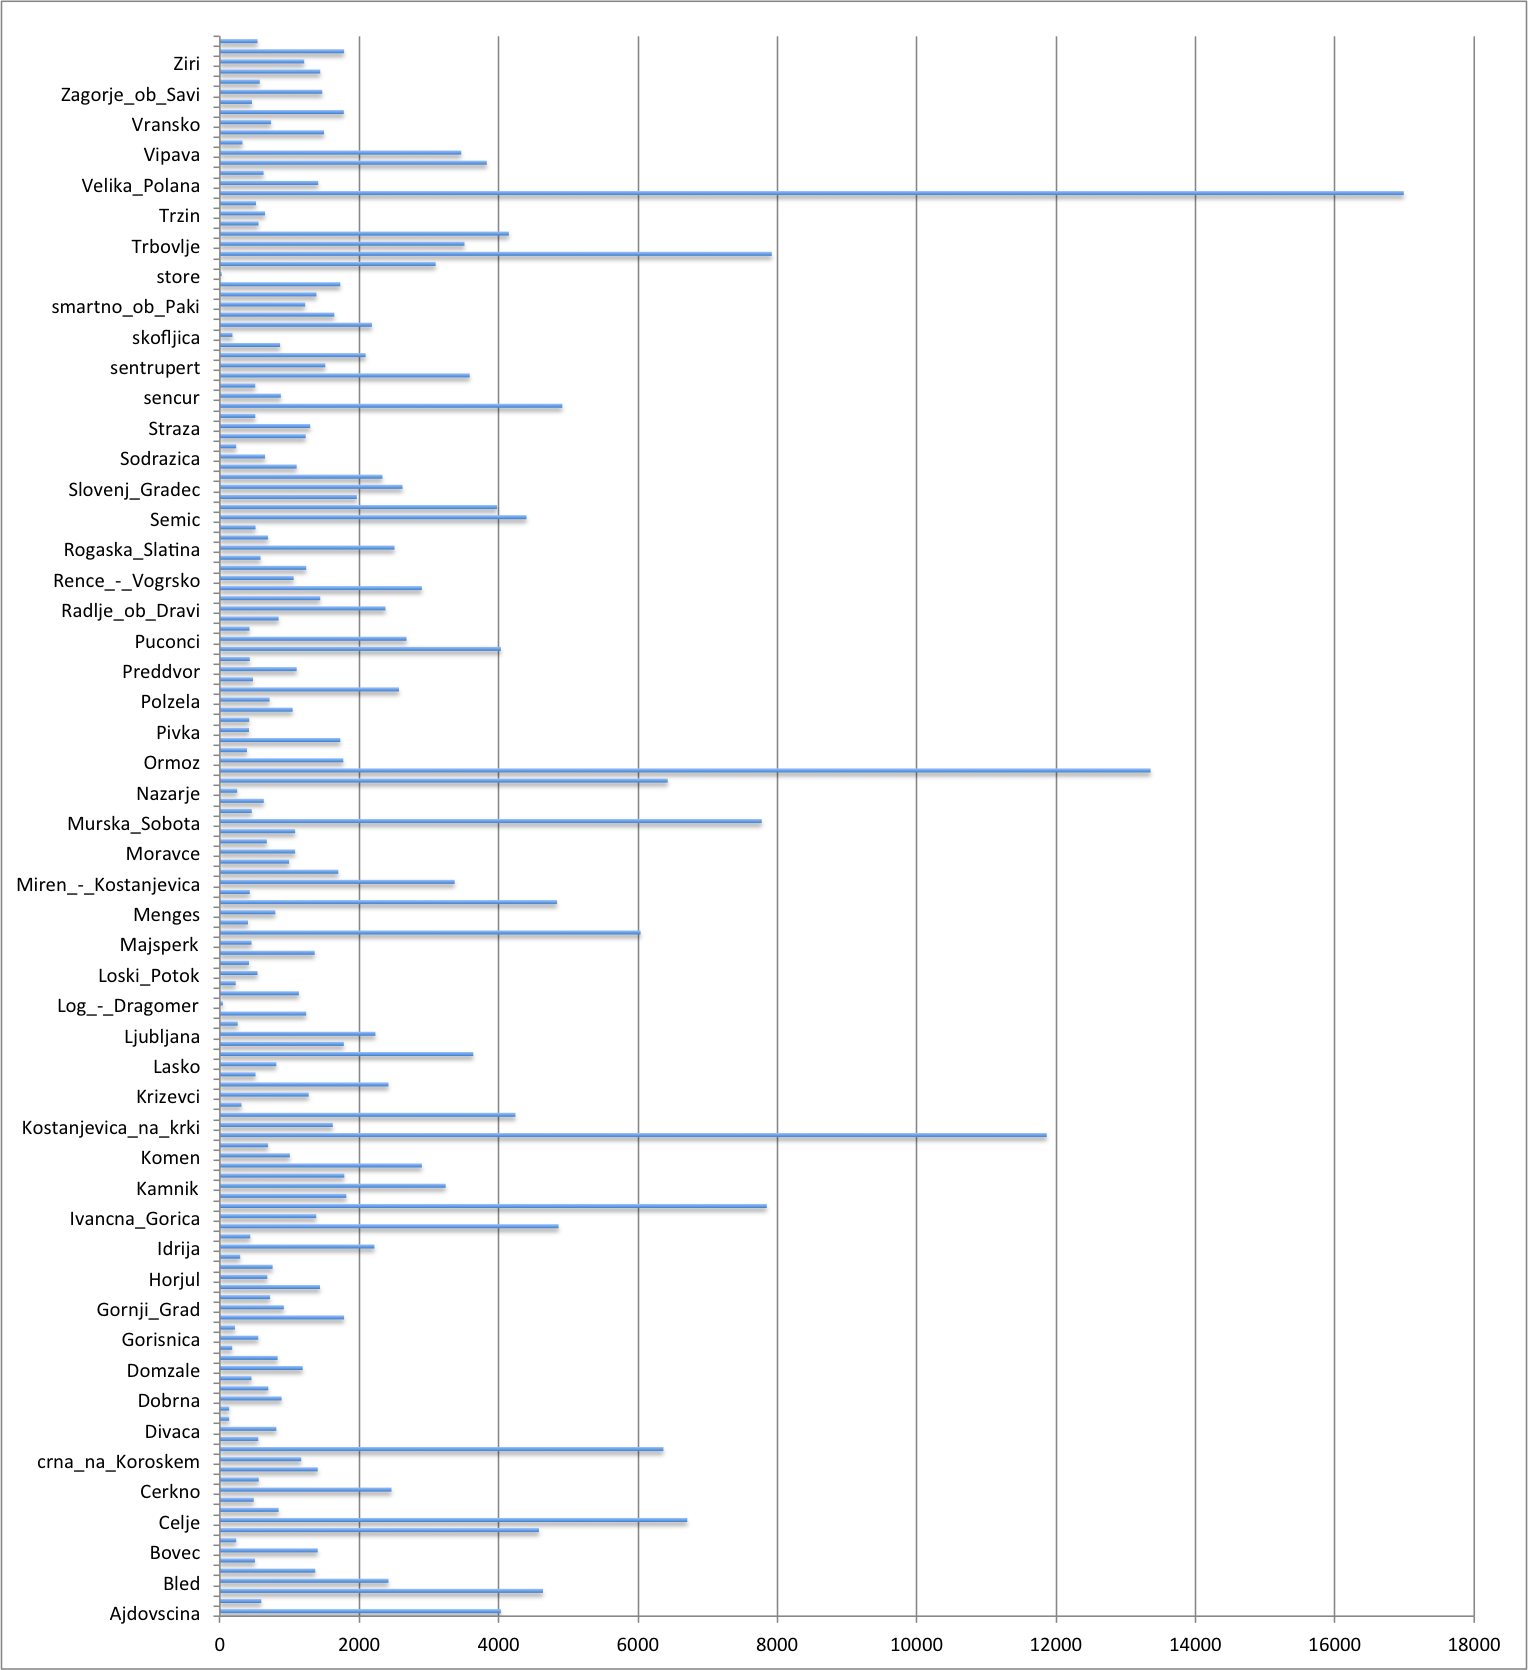 Ziri
Zagorje_ob_Savi
Vransko
Vipava
Velika_Polana
Trzin
Trbovlje
store
smartno_ob_Paki
skofljica
sentrupert
sencur
Straza
Sodrazica
Slovenj_Gradec
Semic
Rogaska_Slatina
Rence_-_Vogrsko
Radlje_ob_Dravi
Puconci
Preddvor
Polzela
Pivka
Ormoz
Nazarje
Murska_Sobota
Moravce
Miren_-_Kostanjevica
Menges
Majsperk
Loski_Potok
Log_-_Dragomer
Ljubljana
Lasko
Krizevci
Kostanjevica_na_krki
Komen
Kamnik
Ivancna_Gorica
Idrija
Horjul
Gornji_Grad
Gorisnica
Domzale
Dobrna
Divaca
crna_na_Koroskem
Cerkno
Celje
Bovec
Bled
Ajdovscina
0 2000 4000 6000 8000 10000 12000 14000 16000 18000